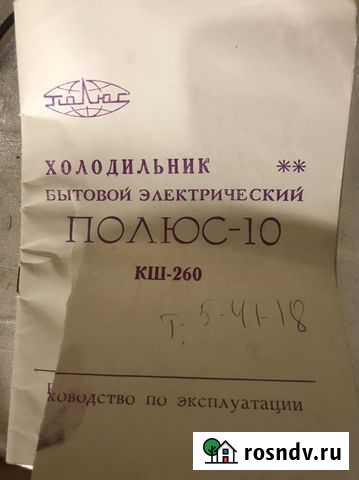 полюс
ХОЛОДИЛЬНИК **
БЫТОВОЙ ЭЛЕКТРИЧЕСКИЙ
ПОЛЮС-10
КШ-260
Т: 5-41-18
ководство по эксплуатации
rosndv.ru